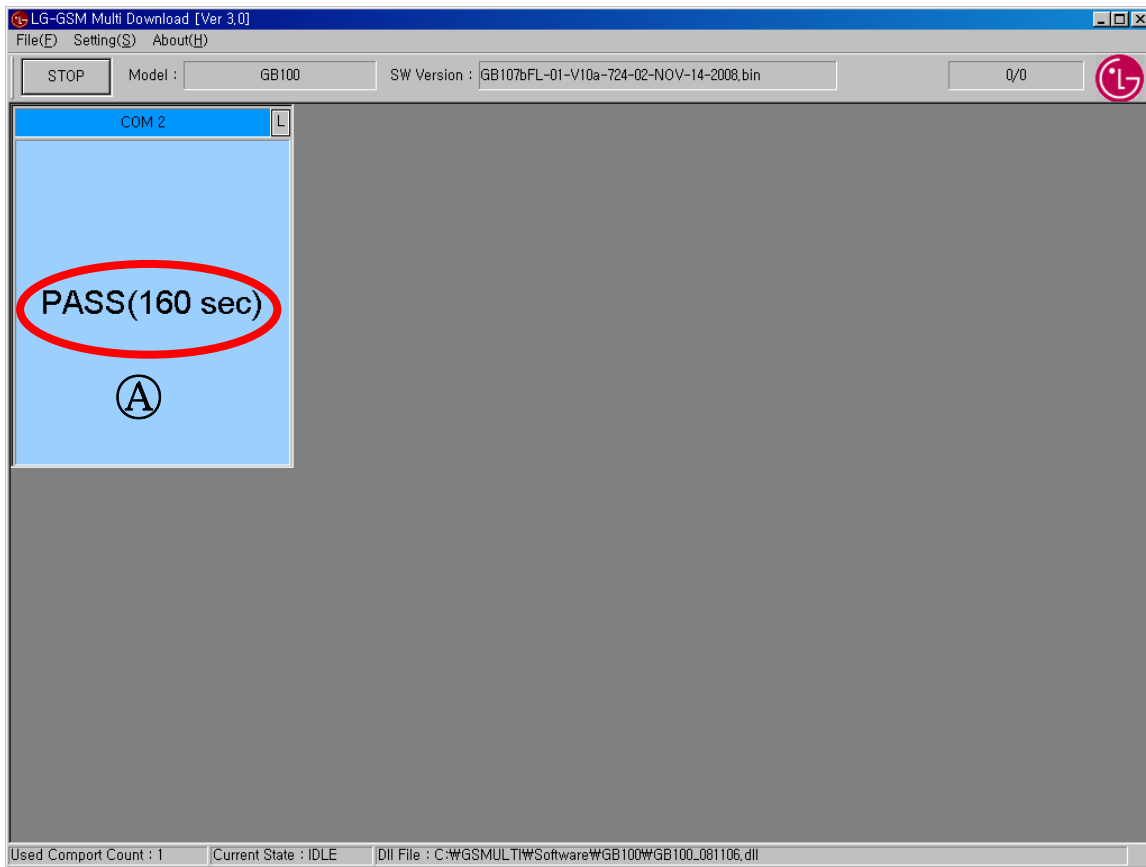 LG-GSM Multi Download [Ver 3,0]
File(F) Setting(S) About(H)
STOP Model : GB100 SW Version : GB107bFL-01-V10a-724-02-NOV-14-2008,bin 0/0
COM 2 L
PASS(160 sec)
Ⓐ
Used Comport Count : 1 Current State : IDLE Dll File : C:₩GSMULTI₩Software₩GB100₩GB100_081106,dll